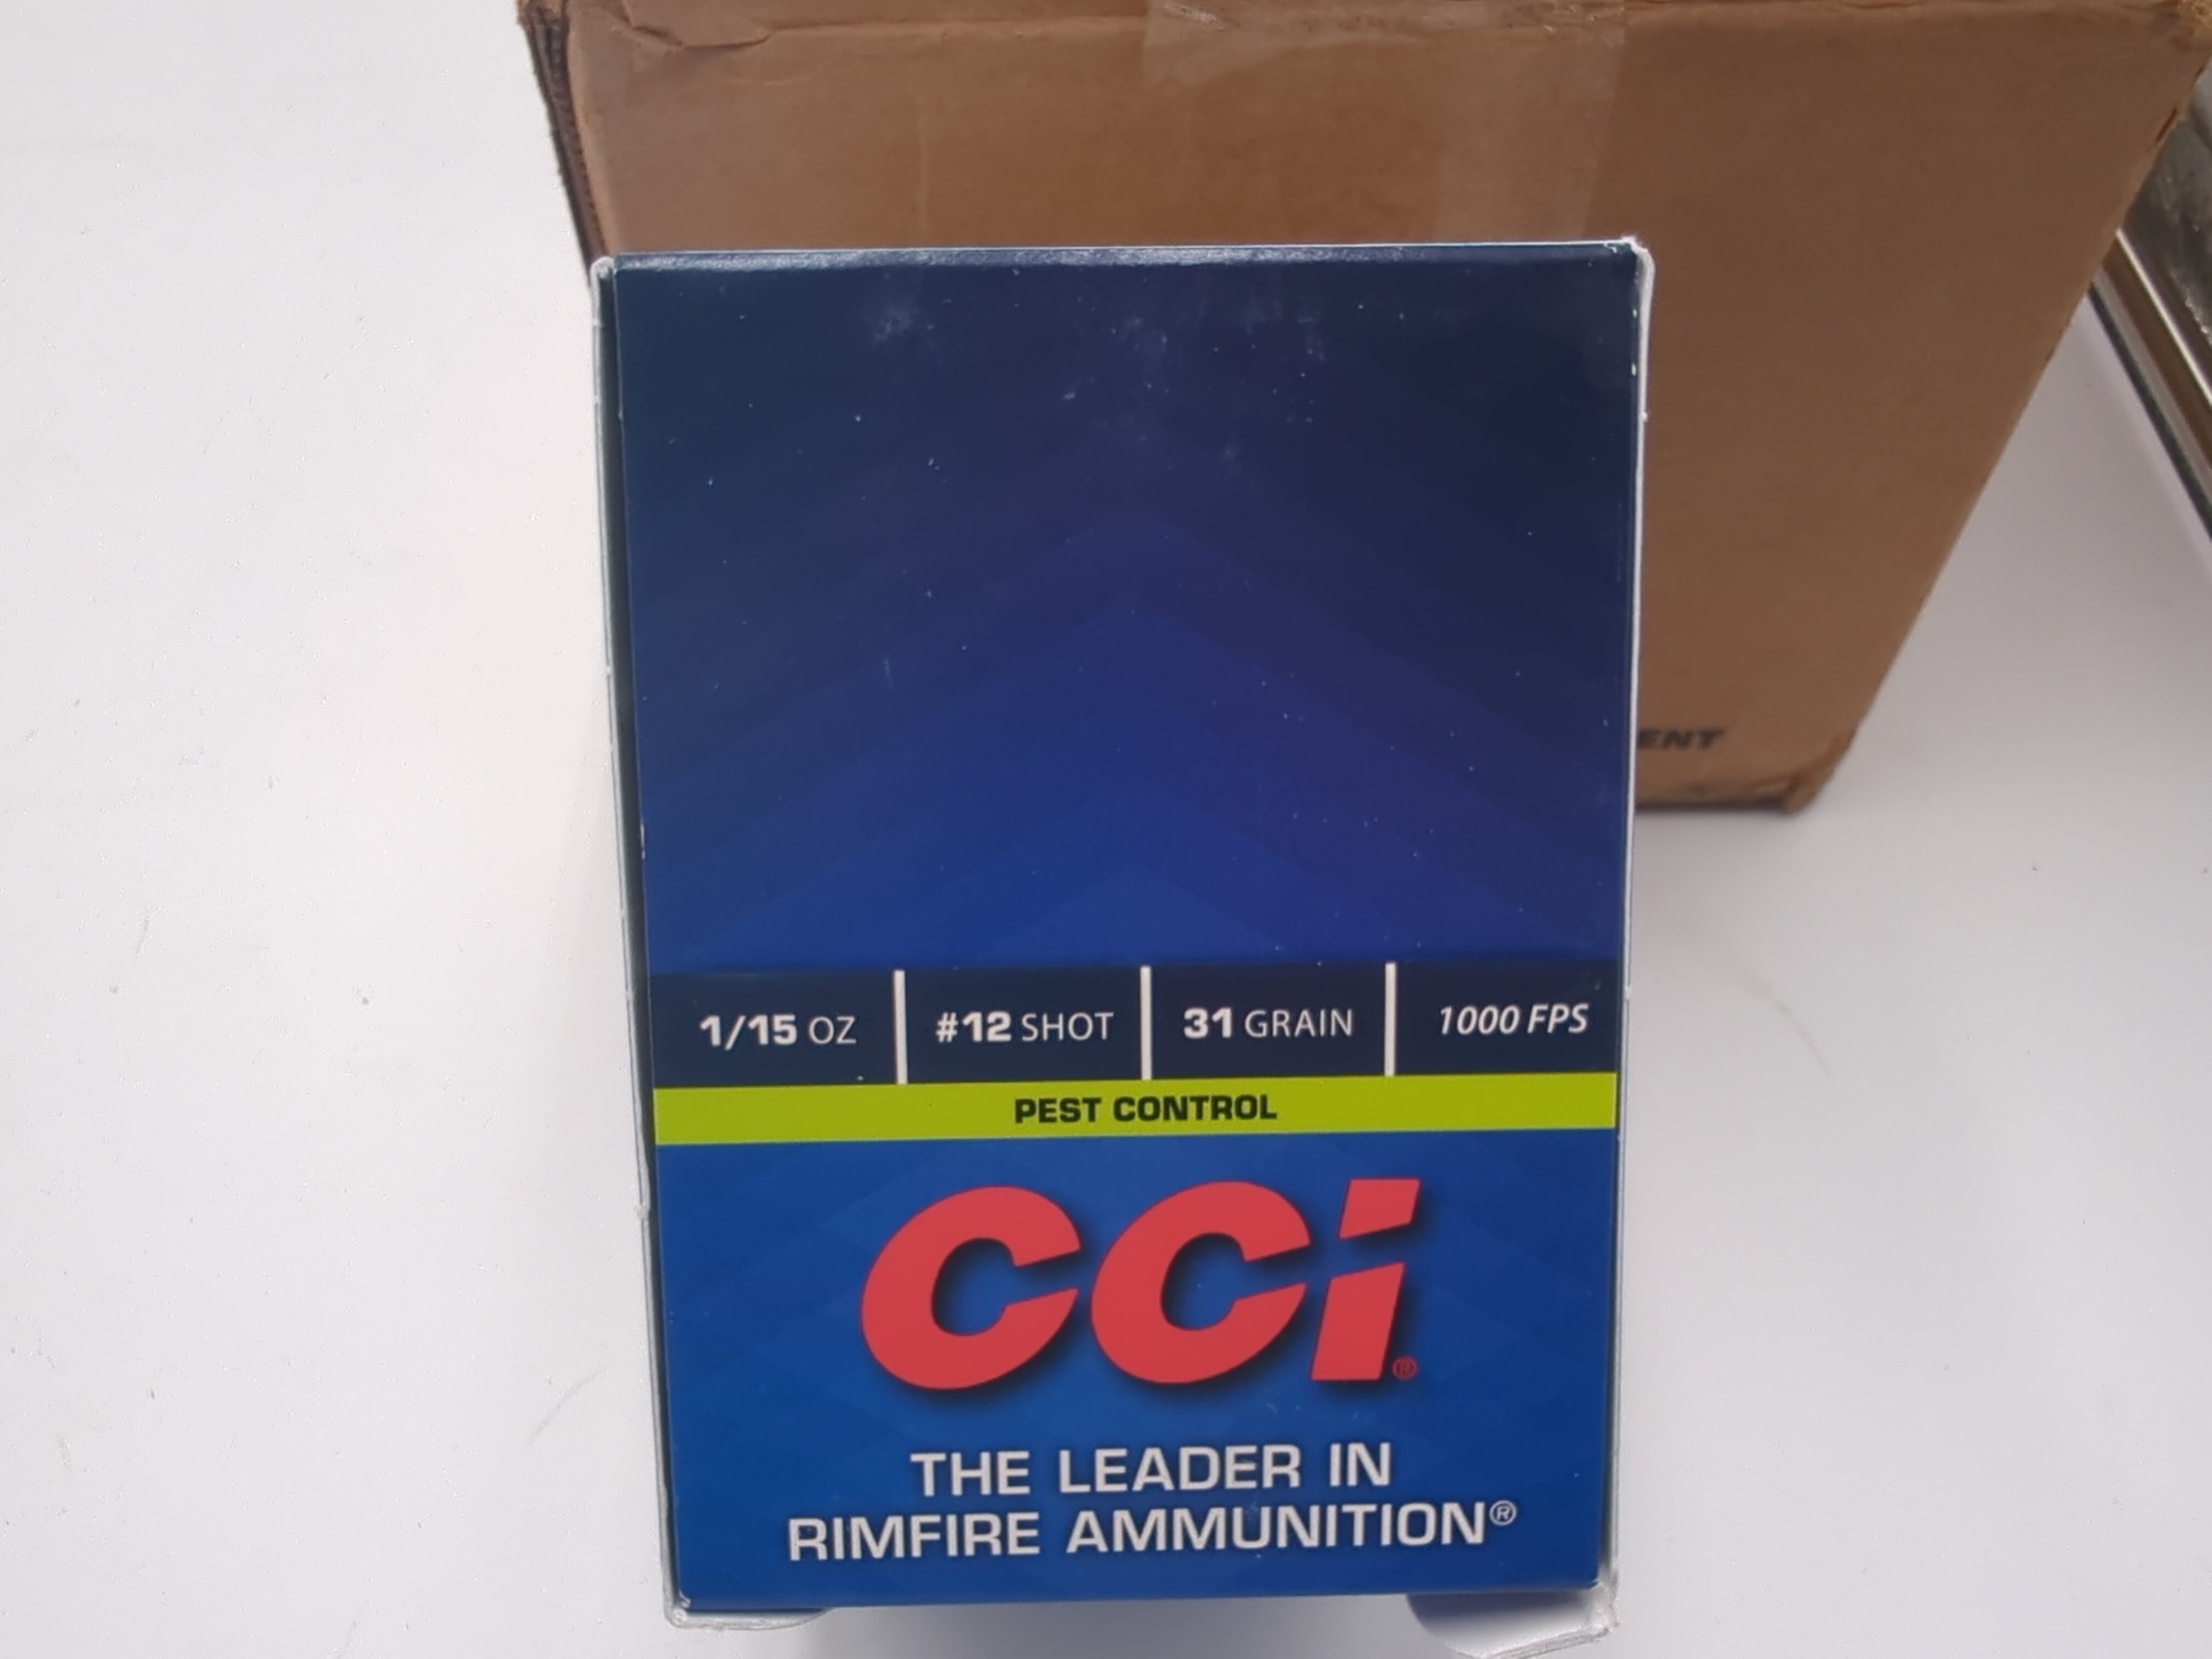 1/15 OZ #12 SHOT 31 GRAIN 1000 FPS
PEST CONTROL
CCI®
THE LEADER IN
RIMFIRE AMMUNITION®